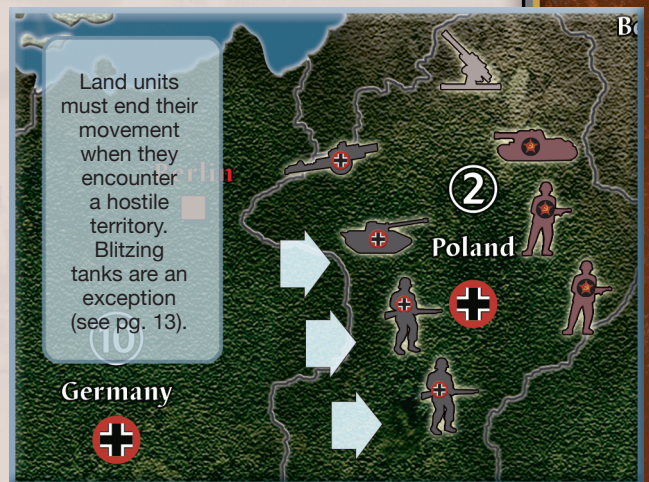 Land units
must end their
movement
when they
encounter
a hostile
territory.
Blitzing
tanks are an
exception
(see pg. 13).
Berlin
10
Germany
2
Poland